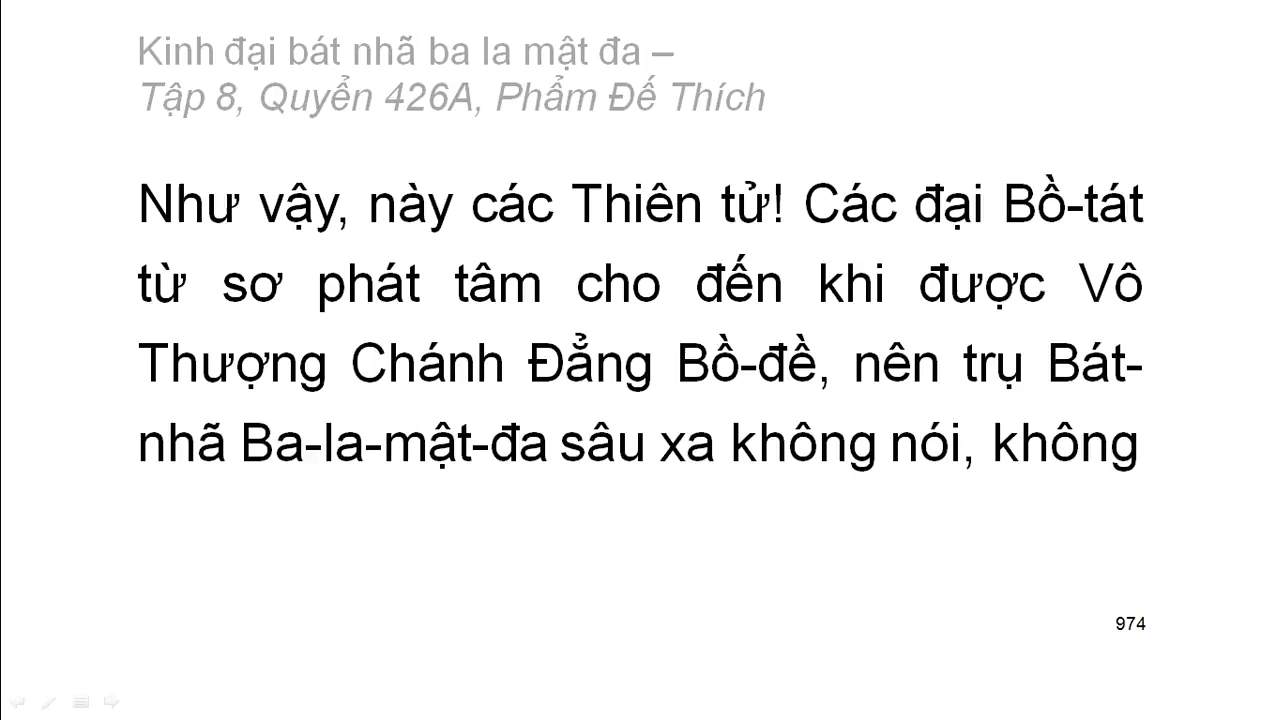 Kinh đại bát nhã ba la mật đa –
Tập 8, Quyển 426A, Phẩm Đế Thích
Như vậy, này các Thiên tử! Các đại Bồ-tát
từ sơ phát tâm cho đến khi được Vô
Thượng Chánh Đẳng Bồ-đề, nên trụ Bát-
nhã Ba-la-mật-đa sâu xa không nói, không
974